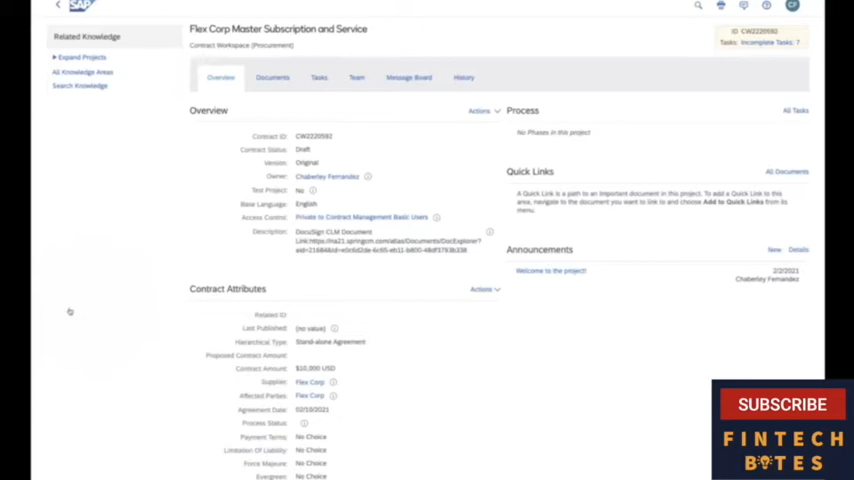 SAP
CF
Related Knowledge
Expand Projects
All Knowledge Areas
Search Knowledge
Flex Corp Master Subscription and Service
Contract Workspace (Procurement)
ID CW2220592
Tasks: Incomplete Tasks: 7
Overview Documents Tasks Team Message Board History
Overview
Actions
Contract ID: CW2220592
Contract Status: Draft
Version: Original
Owner: Chaberley Fernandez
Test Project: No
Base Language: English
Access Control: Private to Contract Management Basic Users
Description: DocuSign CLM Document
Contract Attributes
Actions
Related ID:
Last Published: (no value)
Hierarchical Type: Stand-alone Agreement
Proposed Contract Amount:
Contract Amount: $10,000 USD
Supplier: Flex Corp
Affected Parties: Flex Corp
Agreement Date: 02/10/2021
Process Status:
Payment Terms: No Choice
Limitation Of Liability: No Choice
Force Majeure: No Choice
Evergreen: No Choice
Process
All Tasks
No Phases in this project
Quick Links
All Documents
A Quick Link is a path to an important document in this project. To add a Quick Link to this
area, navigate to the document you want to link to and choose Add to Quick Links from its
menu.
Announcements
New Details
Welcome to the project!
2/2/2021
Chaberley Fernandez
SUBSCRIBE
FINTECH
BITES